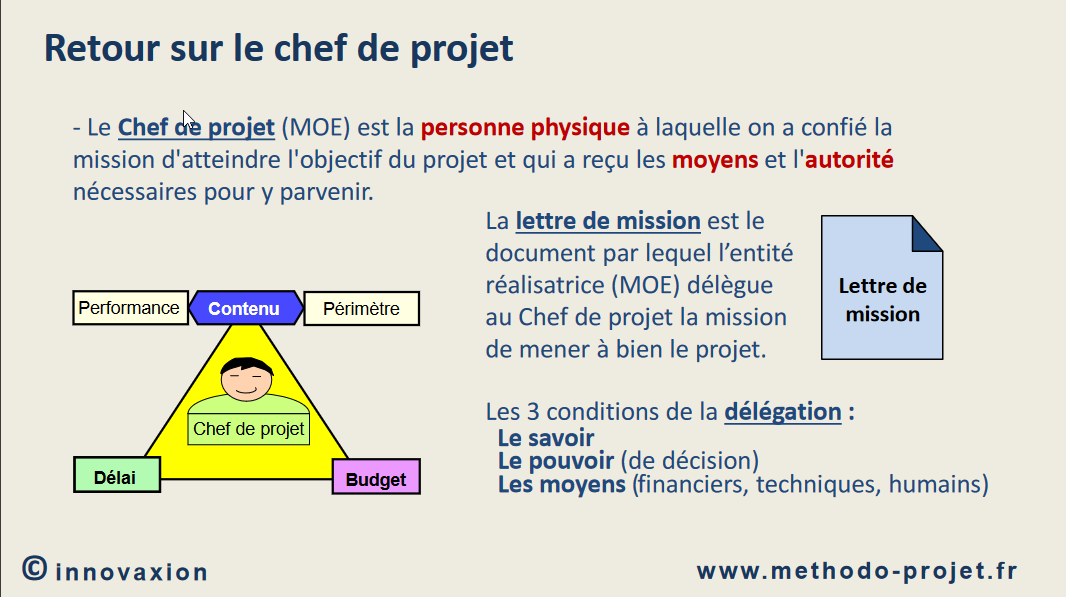 Retour sur le chef de projet
- Le Chef de projet (MOE) est la personne physique à laquelle on a confié la
mission d'atteindre l'objectif du projet et qui a reçu les moyens et l'autorité
nécessaires pour y parvenir.
La lettre de mission est le
document par lequel l’entité
réalisatrice (MOE) délègue
au Chef de projet la mission
de mener à bien le projet.
Lettre de
mission
Performance
Contenu
Périmètre
Chef de projet
Délai
Budget
Les 3 conditions de la délégation :
Le savoir
Le pouvoir (de décision)
Les moyens (financiers, techniques, humains)
© innovaxion
www.methodo-projet.fr